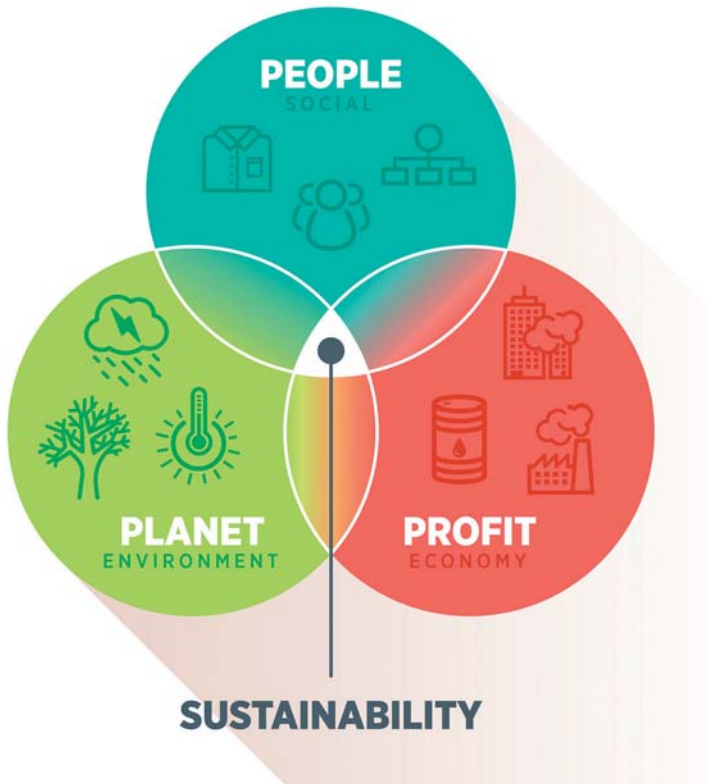 PEOPLE
SOCIAL
PLANET
ENVIRONMENT
PROFIT
ECONOMY
SUSTAINABILITY